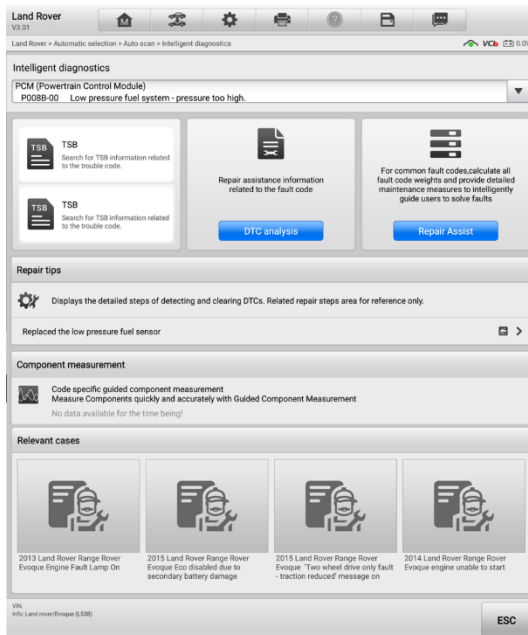 Land Rover
V3.01
M
?
Land Rover > Automatic selection > Auto scan > Intelligent diagnostics
VCI 0.0V
Intelligent diagnostics
PCM (Powertrain Control Module)
P008B-00 Low pressure fuel system - pressure too high.
TSB
TSB
Search for TSB information related
to the trouble code.
TSB
TSB
Search for TSB information related
to the trouble code.
Repair assistance information
related to the fault code
DTC analysis
For common fault codes,calculate all
fault code weights and provide detailed
maintenance measures to intelligently
guide users to solve faults
Repair Assist
Repair tips
Displays the detailed steps of detecting and clearing DTCs. Related repair steps area for reference only.
Replaced the low pressure fuel sensor
Component measurement
Code specific guided component measurement
Measure Components quickly and accurately with Guided Component Measurement
No data available for the time being!
Relevant cases
2013 Land Rover Range Rover
Evoque Engine Fault Lamp On
2015 Land Rover Range Rover
Evoque Eco disabled due to
secondary battery damage
2015 Land Rover Range Rover
Evoque 'Two wheel drive only fault
- traction reduced' message on
2014 Land Rover Range Rover
Evoque engine unable to start
VIN
Info: Land rover/Evoque (L538)
ESC